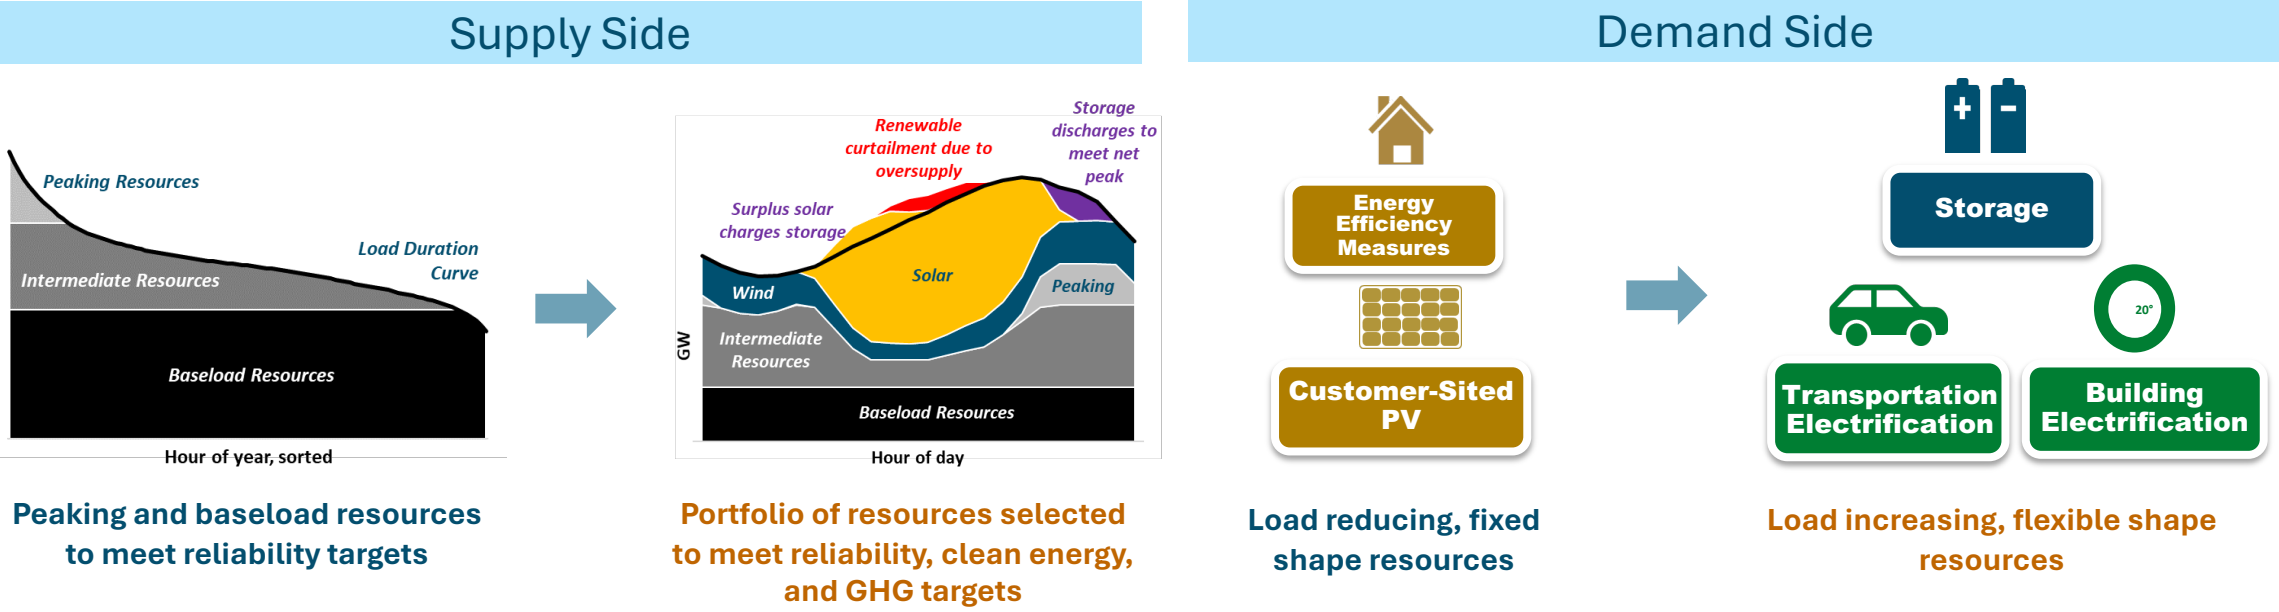 Supply Side
Peaking Resources
Load Duration
Curve
Intermediate Resources
Baseload Resources
Hour of year, sorted
Peaking and baseload resources
to meet reliability targets
Renewable
curtailment due to
oversupply
Storage
discharges to
meet net
peak
Surplus solar
charges storage
Solar
Wind
Peaking
Intermediate
Resources
Baseload Resources
GW
Hour of day
Portfolio of resources selected
to meet reliability, clean energy,
and GHG targets
Demand Side
Energy
Efficiency
Measures
Customer-Sited
PV
Load reducing, fixed
shape resources
+ −
Storage
20°
Transportation
Electrification
Building
Electrification
Load increasing, flexible shape
resources